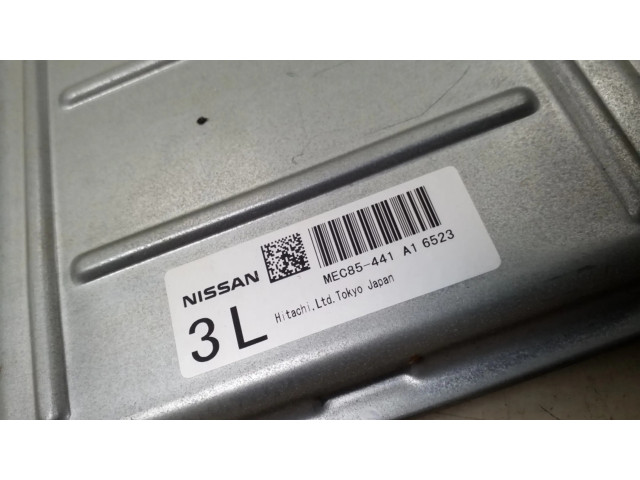 NISSAN
MEC85-441 A1 6523
3L
Hitachi,Ltd.Tokyo Japan